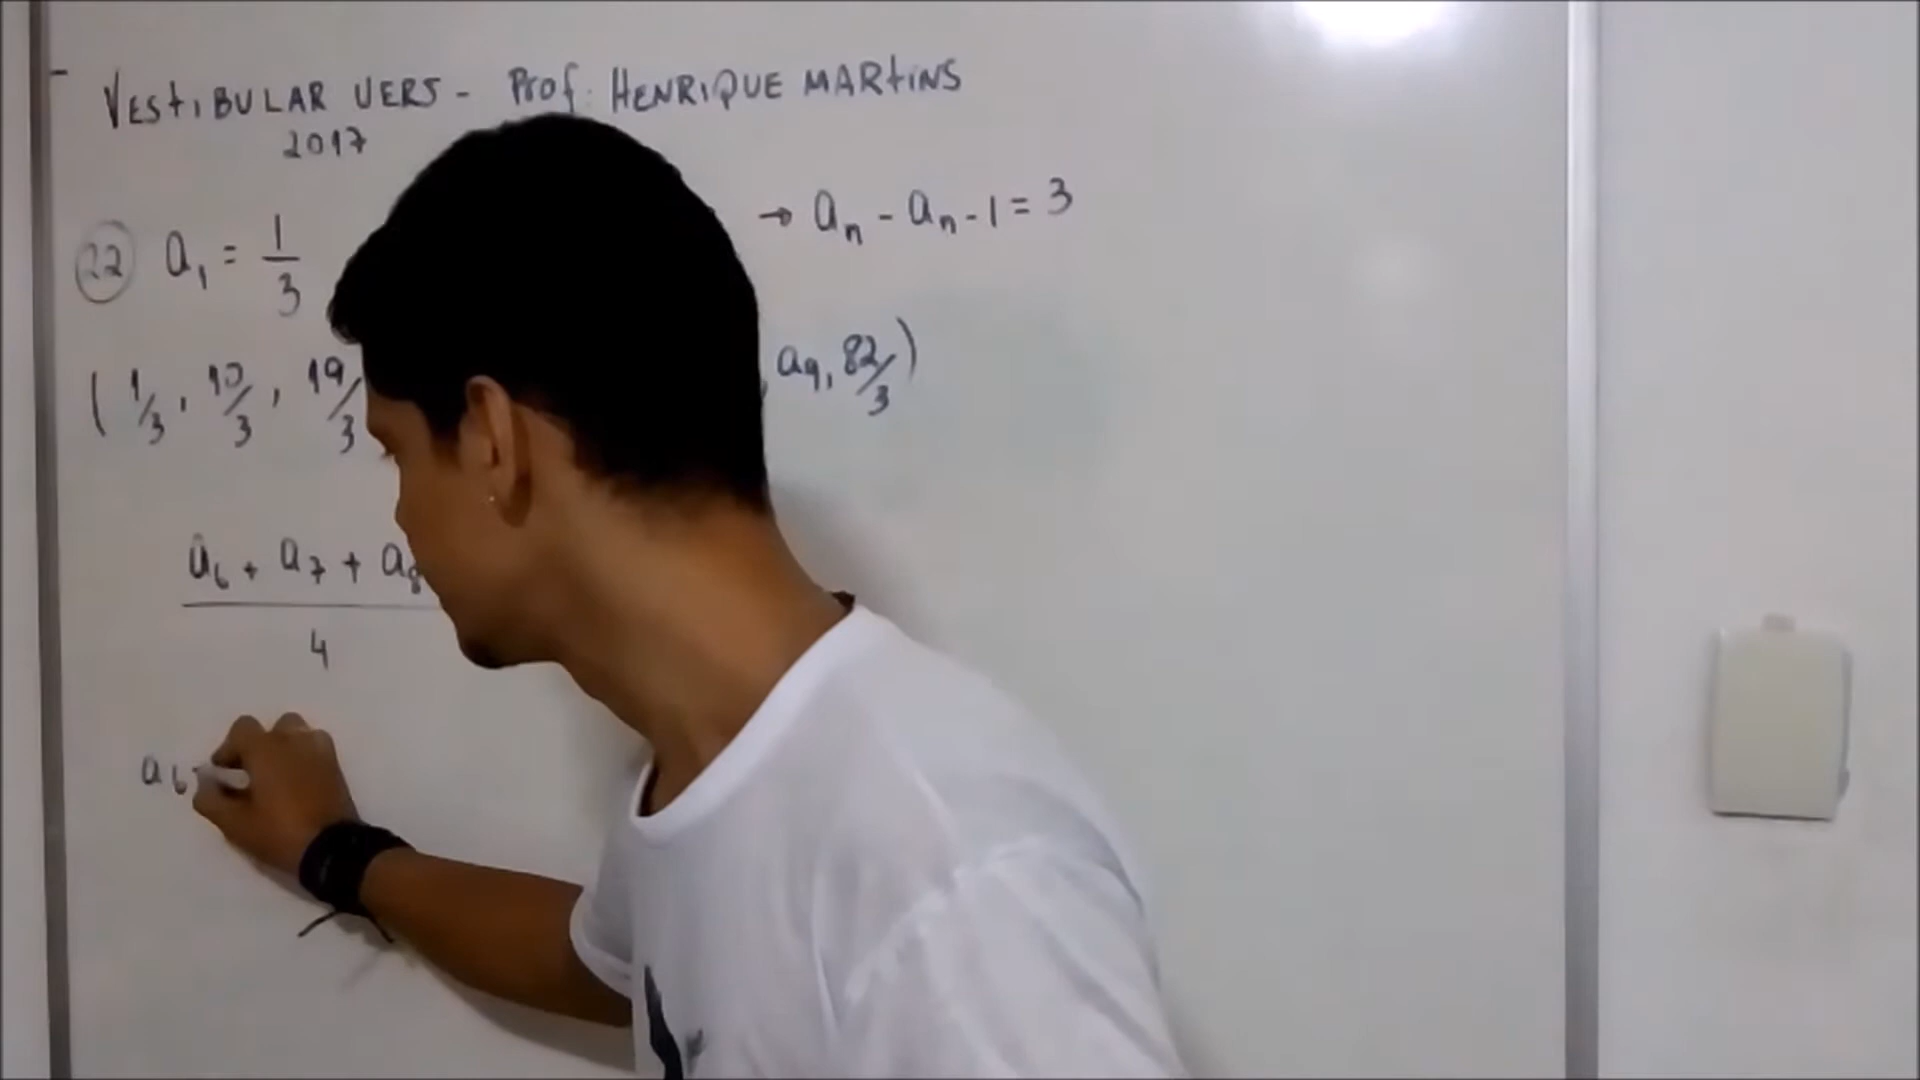 VESTIBULAR UERJ - Prof: HENRIQUE MARTINS
2017
22 a₁ = 1/3 → aₙ - aₙ - 1 = 3
(1/3, 10/3, 19/3 , a₉, 82/3)
a₆ + a₇ + a₈
4
a₆